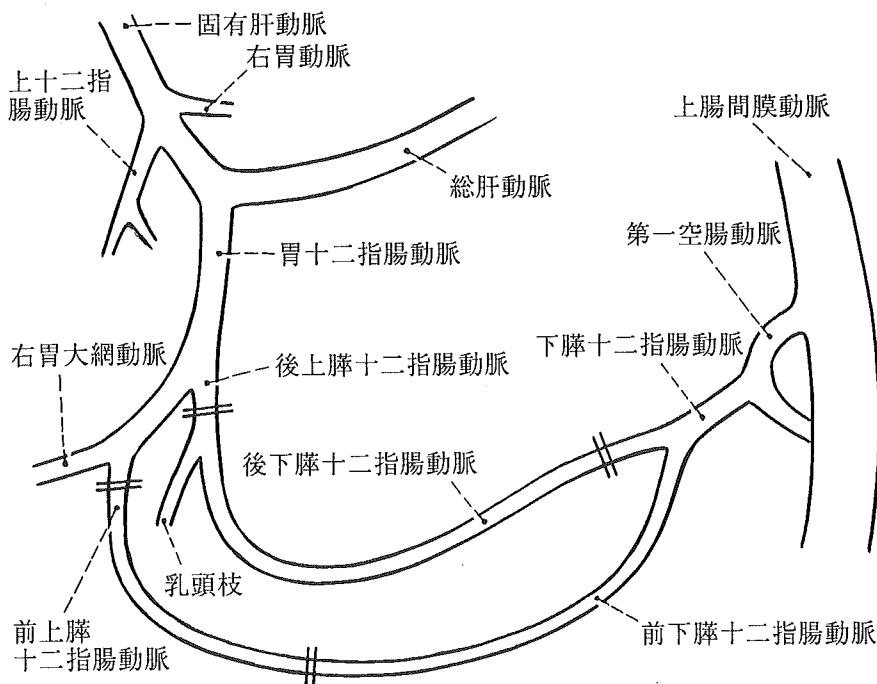 固有肝動脈
右胃動脈
上十二指
腸動脈
上腸間膜動脈
総肝動脈
第一空腸動脈
胃十二指腸動脈
下膵十二指腸動脈
右胃大網動脈
後上膵十二指腸動脈
後下膵十二指腸動脈
乳頭枝
前上膵
十二指腸動脈
前下膵十二指腸動脈